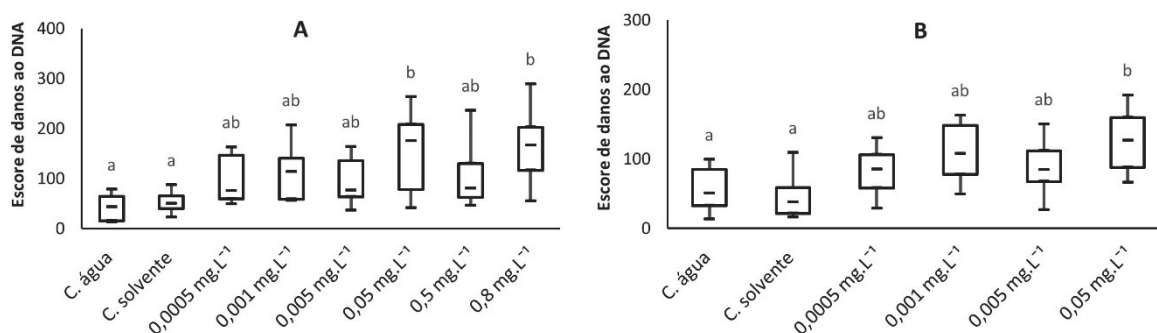 A
Escore de danos ao DNA
400
300
200
100
0
a
a
ab
ab
ab
b
ab
b
C. água
C. solvente
0,0005 mg.L⁻¹
0,001 mg.L⁻¹
0,005 mg.L⁻¹
0,05 mg.L⁻¹
0,5 mg.L⁻¹
0,8 mg.L⁻¹
B
Escore de danos ao DNA
300
200
100
0
a
a
ab
ab
ab
b
C. água
C. solvente
0,0005 mg.L⁻¹
0,001 mg.L⁻¹
0,005 mg.L⁻¹
0,05 mg.L⁻¹